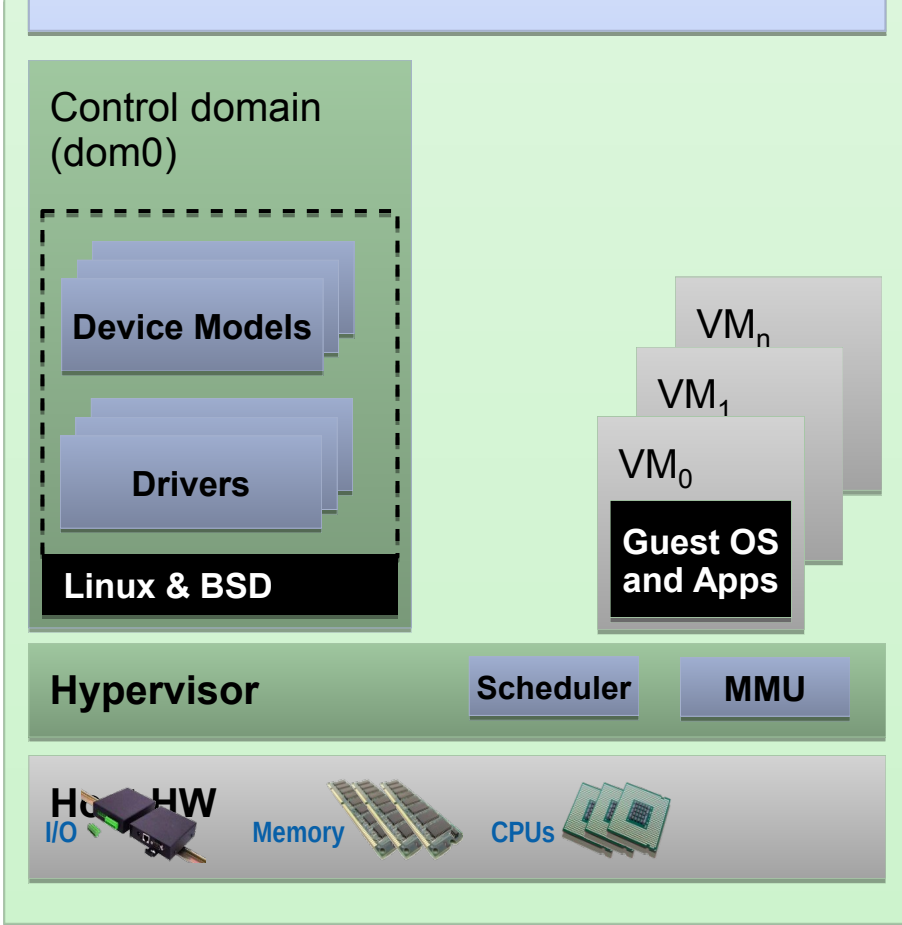 Control domain
(dom0)
Device Models
Drivers
Linux & BSD
VMn
VM1
VM0
Guest OS
and Apps
Hypervisor
Scheduler
MMU
HW
I/O
Memory
CPUs